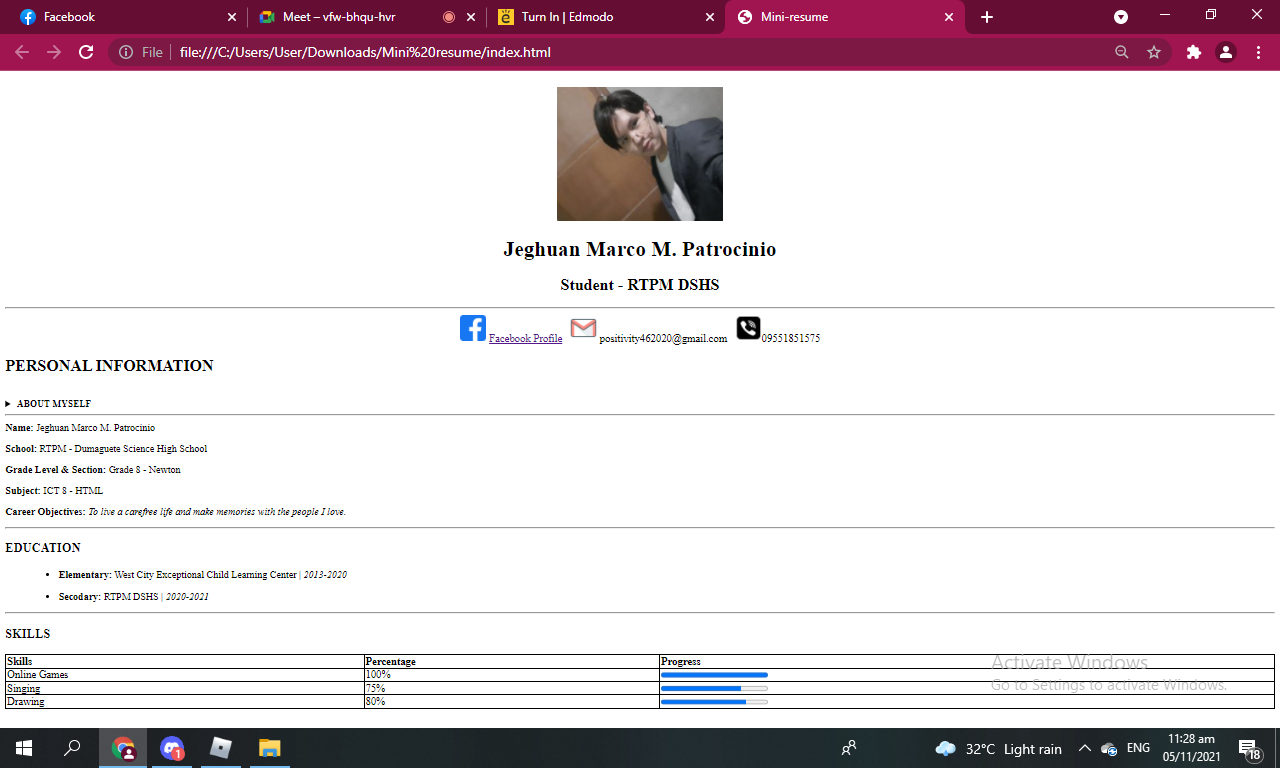 Facebook
Meet – vfw-bhqu-hvr
Turn In | Edmodo
Mini-resume
File
file:///C:/Users/User/Downloads/Mini%20resume/index.html
Jeghuan Marco M. Patrocinio
Student - RTPM DSHS
Facebook Profile positivity462020@gmail.com 09551851575
PERSONAL INFORMATION
ABOUT MYSELF
Name: Jeghuan Marco M. Patrocinio
School: RTPM - Dumaguete Science High School
Grade Level & Section: Grade 8 - Newton
Subject: ICT 8 - HTML
Career Objectives: To live a carefree life and make memories with the people I love.
EDUCATION
Elementary: West City Exceptional Child Learning Center | 2013-2020
Secodary: RTPM DSHS | 2020-2021
SKILLS
Skills Percentage Progress
Online Games 100%
Singing 75%
Drawing 80%
Activate Windows
Go to Settings to activate Windows.
1
32°C Light rain
ENG
11:28 am
05/11/2021
18